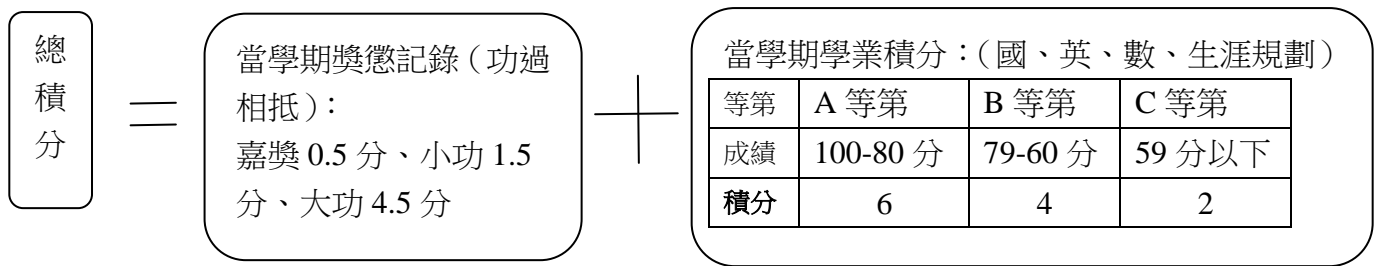 總
積
分
當學期獎懲記錄（功過
相抵）：
嘉獎 0.5 分、小功 1.5
分、大功 4.5 分
當學期學業積分：（國、英、數、生涯規劃）
等第 A 等第 B 等第 C 等第
成績 100-80 分 79-60 分 59 分以下
積分 6 4 2